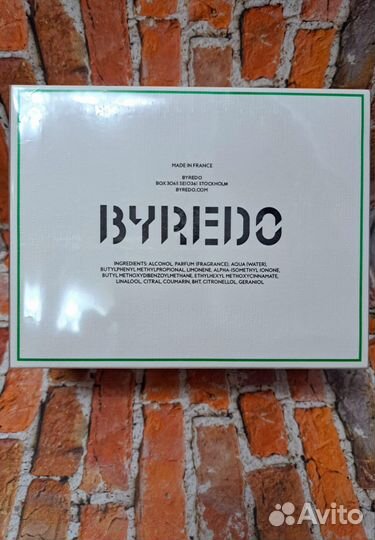 MADE IN FRANCE
BYREDO
BOX 3065 SE10361 STOCKHOLM
BYREDO.COM
BYREDO
INGREDIENTS: ALCOHOL, PARFUM (FRAGRANCE), AQUA (WATER),
BUTYLPHENYL METHYLPROPIONAL, LIMONENE, ALPHA-ISOMETHYL IONONE,
BUTYL METHOXYDIBENZOYLMETHANE, ETHYLHEXYL METHOXYCINNAMATE,
LINALOOL, CITRAL, COUMARIN, BHT, CITRONELLOL, GERANIOL
Avito